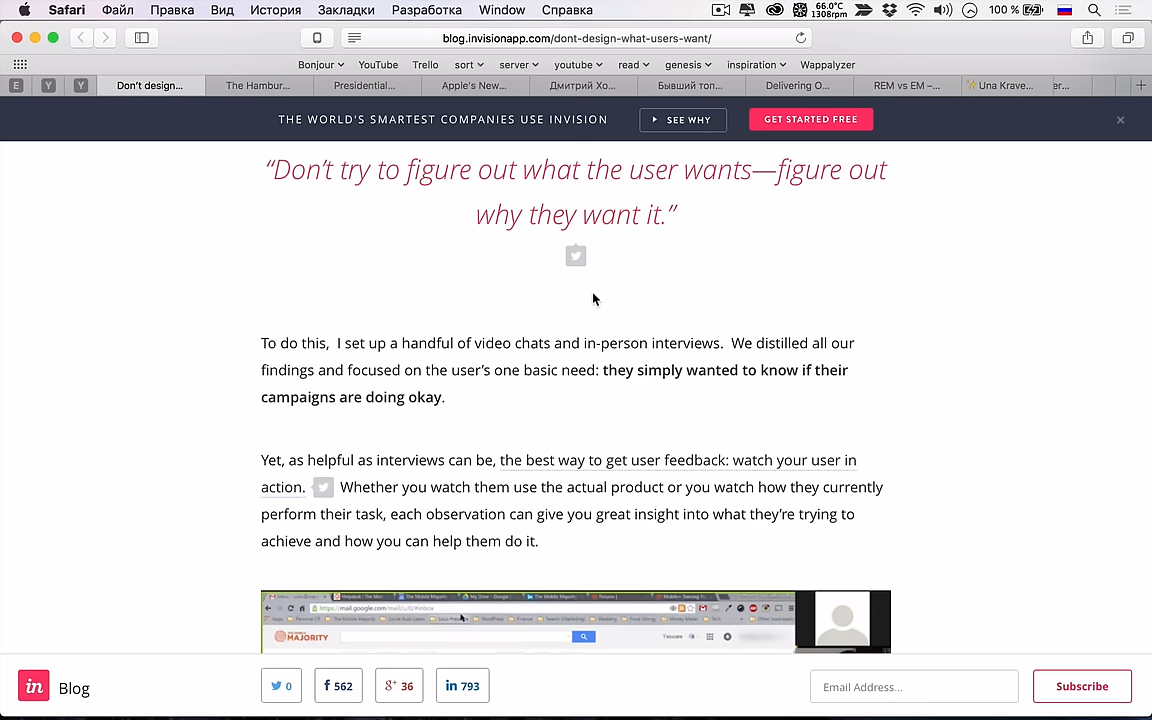 Safari Файл Правка Вид История Закладки Разработка Window Справка 66.0°C 1308rpm 100 %
blog.invisionapp.com/dont-design-what-users-want/
Bonjour YouTube Trello sort server youtube read genesis inspiration Wappalyzer
E Y Y Don't design... The Hambur... Presidential... Apple's New... Дмитрий Хо... Бывший топ... Delivering O... REM vs EM –... Una Krave... er...
THE WORLD'S SMARTEST COMPANIES USE INVISION SEE WHY GET STARTED FREE
“Don’t try to figure out what the user wants—figure out
why they want it.”
To do this, I set up a handful of video chats and in-person interviews. We distilled all our
findings and focused on the user’s one basic need: they simply wanted to know if their
campaigns are doing okay.
Yet, as helpful as interviews can be, the best way to get user feedback: watch your user in
action. Whether you watch them use the actual product or you watch how they currently
perform their task, each observation can give you great insight into what they’re trying to
achieve and how you can help them do it.
https://mail.google.com/mail/u/0/#inbox
MAJORITY
in Blog 0 f 562 g+ 36 in 793 Email Address... Subscribe